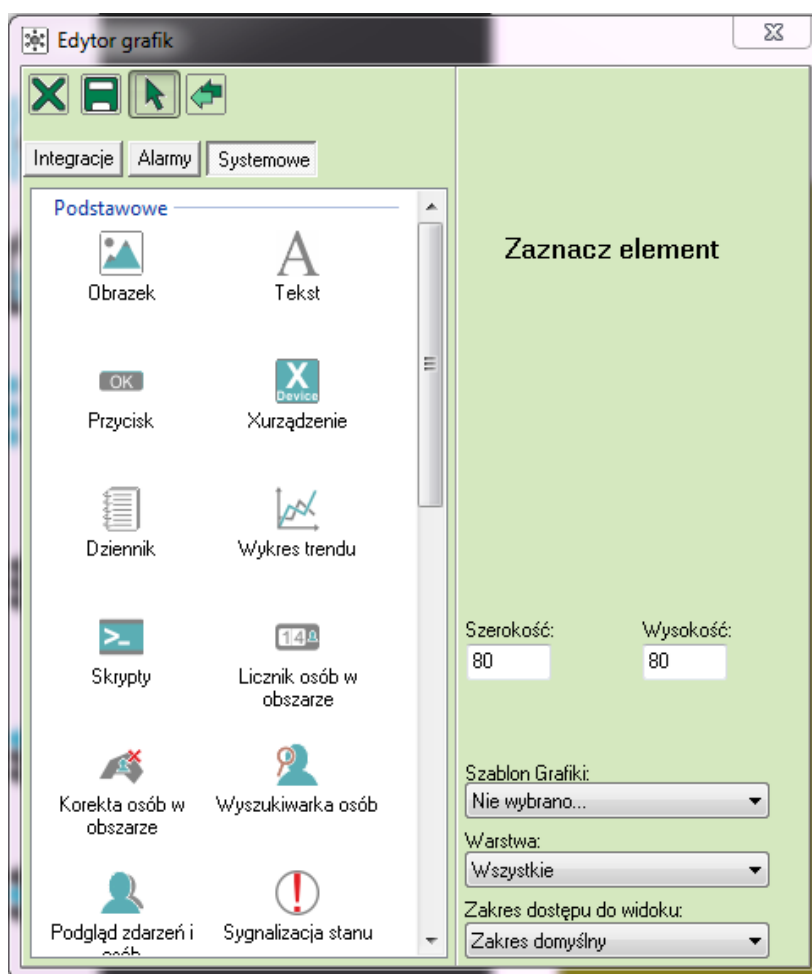 Edytor grafik
Integracje Alarmy Systemowe
Podstawowe
Obrazek
A
Tekst
OK
Przycisk
X
Device
Xurządzenie
Dziennik
Wykres trendu
>_
Skrypty
14
Licznik osób w
obszarze
Korekta osób w
obszarze
Wyszukiwarka osób
Podgląd zdarzeń i
osób
!
Sygnalizacja stanu
Zaznacz element
Szerokość: Wysokość:
80 80
Szablon Grafiki:
Nie wybrano...
Warstwa:
Wszystkie
Zakres dostępu do widoku:
Zakres domyślny